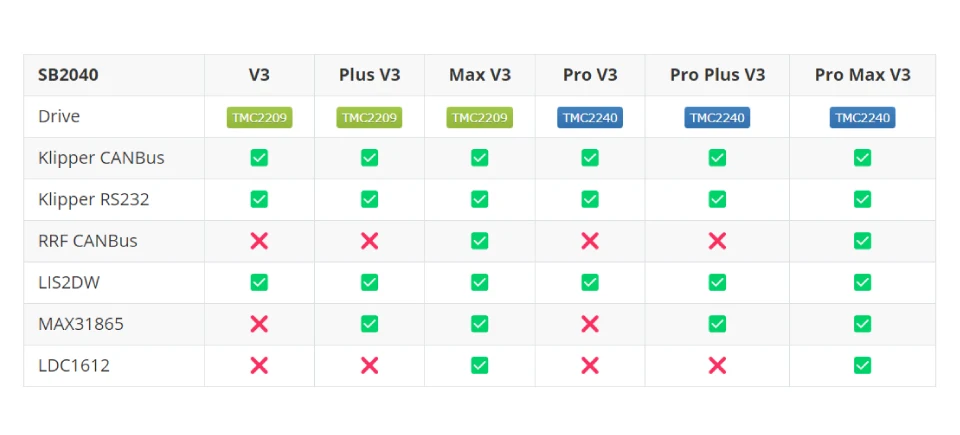 SB2040 V3 Plus V3 Max V3 Pro V3 Pro Plus V3 Pro Max V3
Drive TMC2209 TMC2209 TMC2209 TMC2240 TMC2240 TMC2240
Klipper CANBus
Klipper RS232
RRF CANBus
LIS2DW
MAX31865
LDC1612